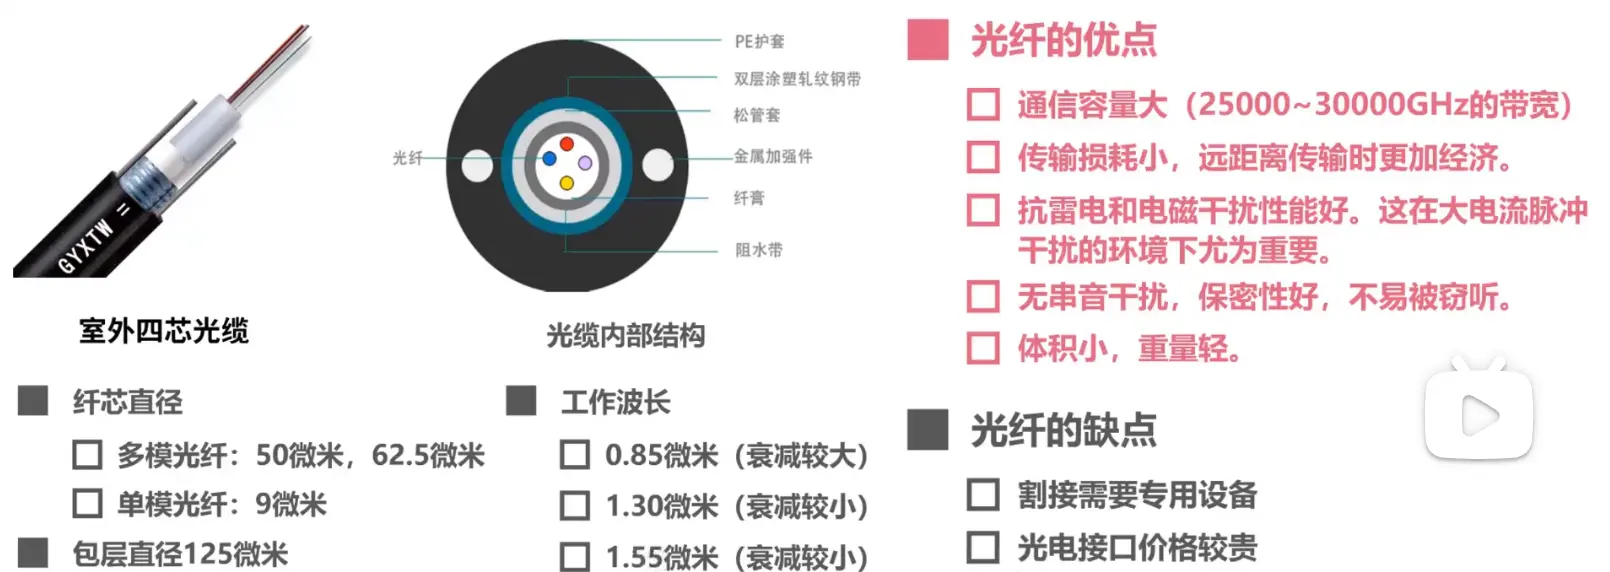 GYXTW =
室外四芯光缆
PE护套
双层涂塑轧纹钢带
松管套
光纤
金属加强件
纤膏
阻水带
光缆内部结构
纤芯直径
多模光纤：50微米，62.5微米
单模光纤：9微米
包层直径125微米
工作波长
0.85微米（衰减较大）
1.30微米（衰减较小）
1.55微米（衰减较小）
光纤的优点
通信容量大（25000~30000GHz的带宽）
传输损耗小，远距离传输时更加经济。
抗雷电和电磁干扰性能好。这在大电流脉冲
干扰的环境下尤为重要。
无串音干扰，保密性好，不易被窃听。
体积小，重量轻。
光纤的缺点
割接需要专用设备
光电接口价格较贵